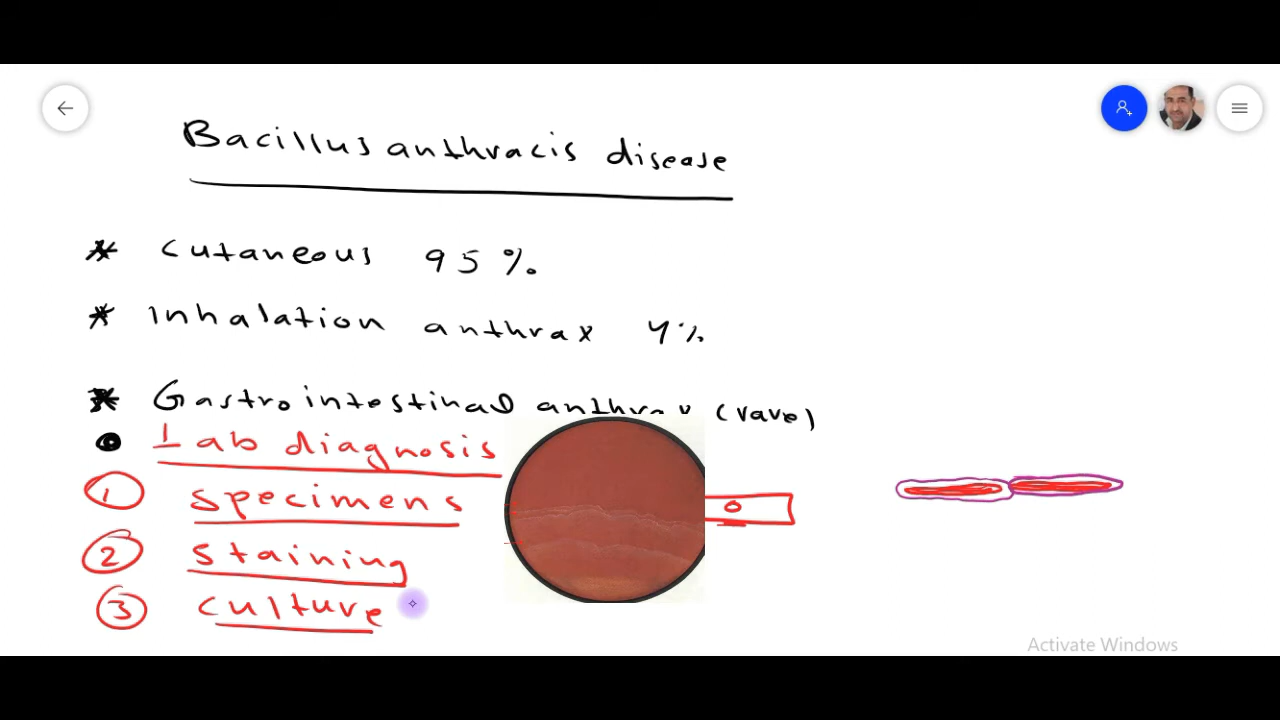 Bacillus anthracis disease
* Cutaneous 95%
* Inhalation anthrax 4%
* Gastrointestinal anthrax (rare)
Lab diagnosis
1 specimens
2 staining
3 culture
Activate Windows